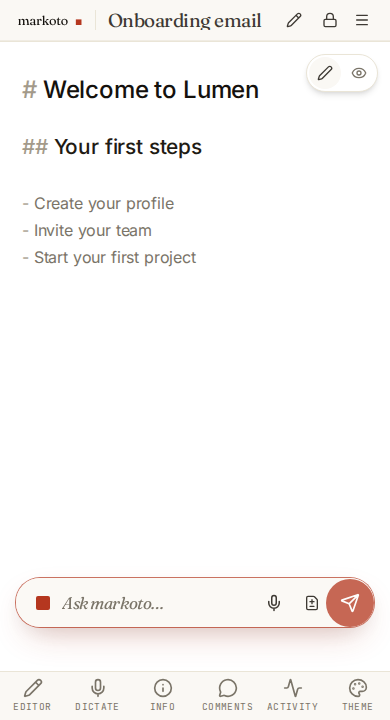 markoto
Onboarding email
# Welcome to Lumen
## Your first steps
- Create your profile
- Invite your team
- Start your first project
Ask markoto...
EDITOR DICTATE INFO COMMENTS ACTIVITY THEME